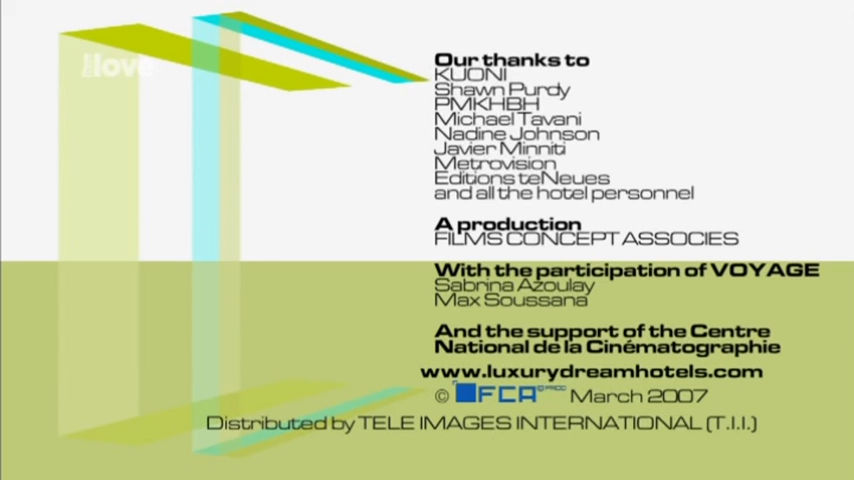 love
Our thanks to
KUONI
Shawn Purdy
PMKHBH
Michael Tavani
Nadine Johnson
Javier Minniti
Metrovision
Editions teNeues
and all the hotel personnel
A production
FILMS CONCEPT ASSOCIES
With the participation of VOYAGE
Sabrina Azoulay
Max Soussana
And the support of the Centre
National de la Cinématographie
www.luxurydreamhotels.com
© FCA March 2007
Distributed by TELE IMAGES INTERNATIONAL (T.I.I.)